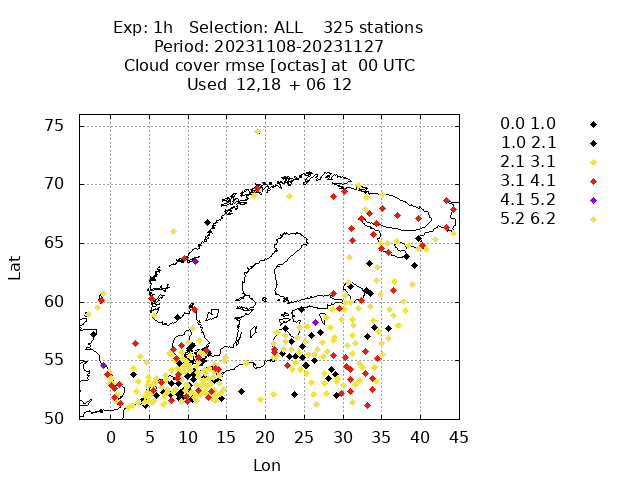 Exp: 1h Selection: ALL 325 stations
Period: 20231108-20231127
Cloud cover rmse [octas] at 00 UTC
Used 12,18 + 06 12
75
70
65
60
55
50
Lat
0 5 10 15 20 25 30 35 40 45
Lon
0.0 1.0
1.0 2.1
2.1 3.1
3.1 4.1
4.1 5.2
5.2 6.2